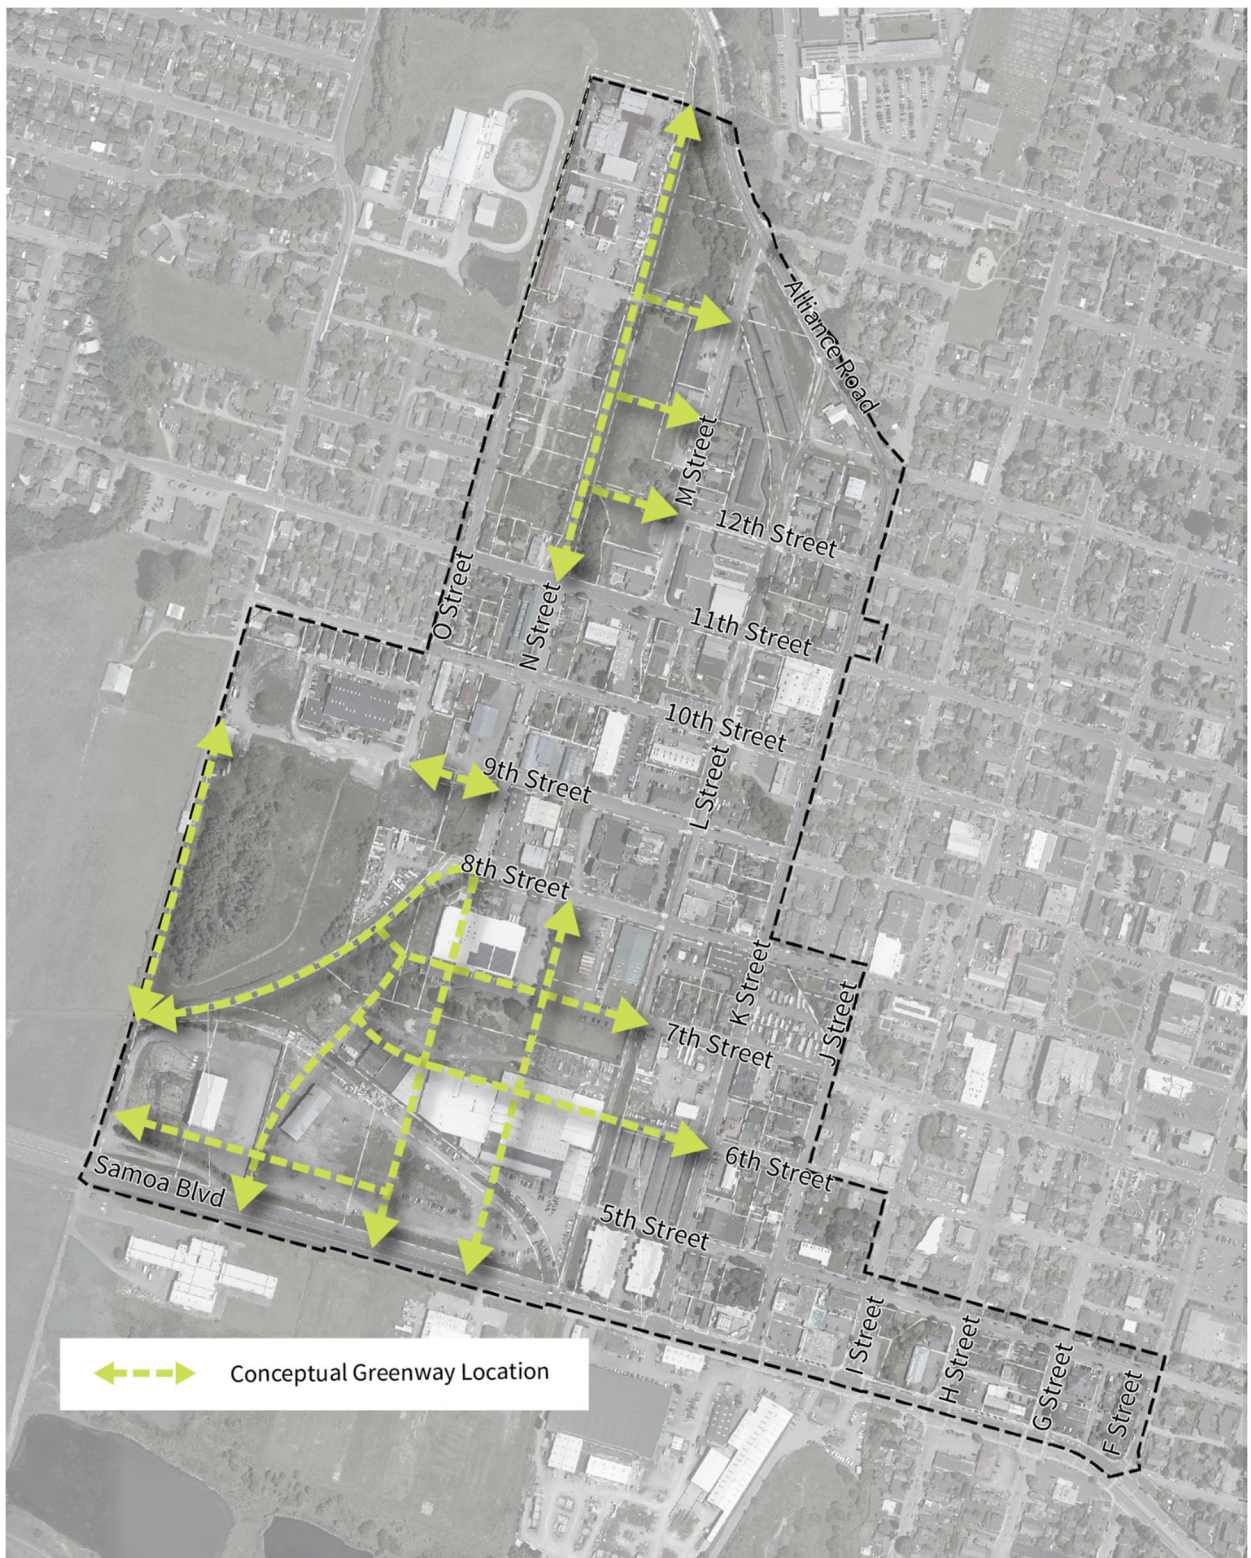 Alliance Road
M Street
12th Street
O Street
N Street
11th Street
10th Street
9th Street
L Street
8th Street
K Street
J Street
7th Street
6th Street
Samoa Blvd
5th Street
I Street
H Street
G Street
F Street
Conceptual Greenway Location